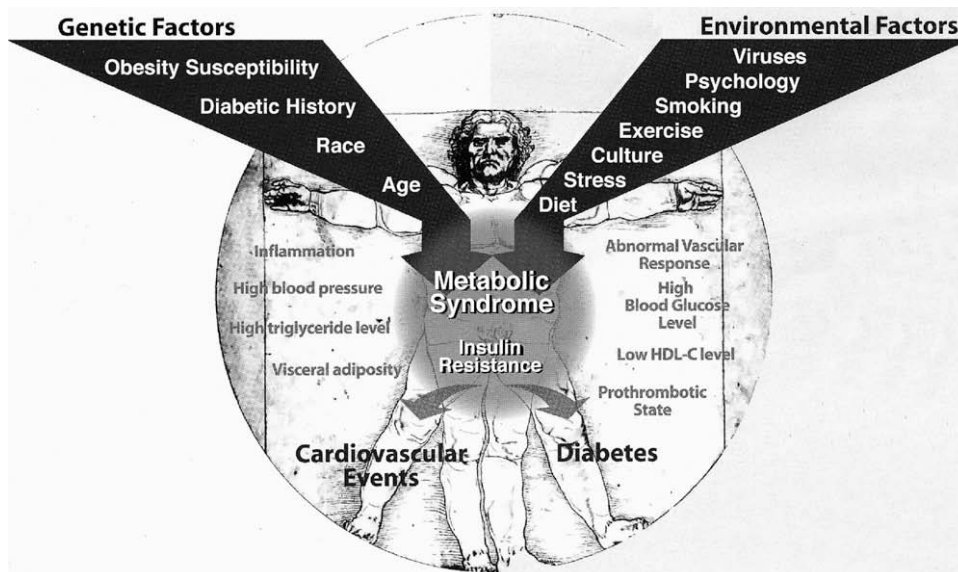 Genetic Factors
Obesity Susceptibility
Diabetic History
Race
Age
Environmental Factors
Viruses
Psychology
Smoking
Exercise
Culture
Stress
Diet
Inflammation
High blood pressure
High triglyceride level
Visceral adiposity
Metabolic
Syndrome
Insulin
Resistance
Abnormal Vascular
Response
High
Blood Glucose
Level
Low HDL-C level
Prothrombotic
State
Cardiovascular
Events
Diabetes